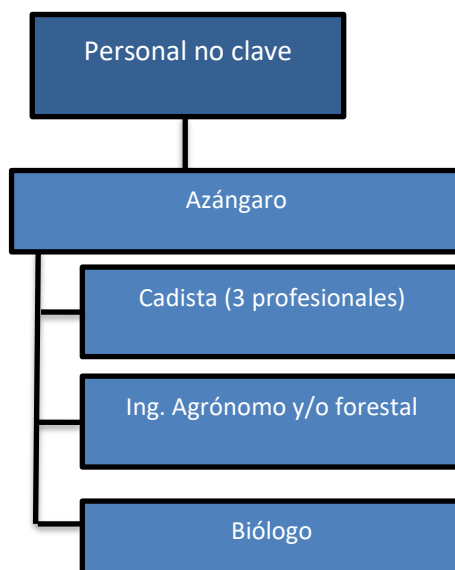 Personal no clave
Azángaro
Cadista (3 profesionales)
Ing. Agrónomo y/o forestal
Biólogo